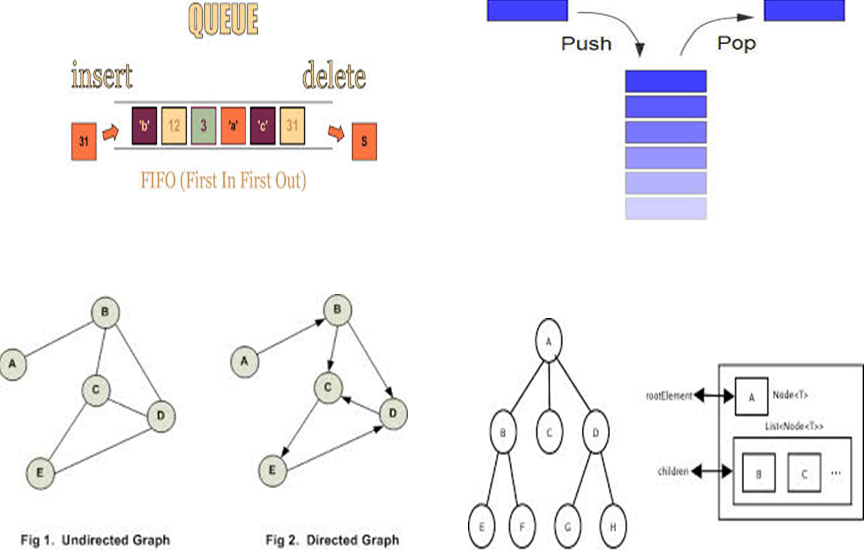 QUEUE
insert
delete
31
'b'
12
3
'a'
'c'
31
S
FIFO (First In First Out)
Push
Pop
B
A
C
D
E
Fig 1. Undirected Graph
B
A
C
D
E
Fig 2. Directed Graph
A
B
C
D
E
F
G
H
rootElement
A
Node<T>
List<Node<T>>
children
B
C
...